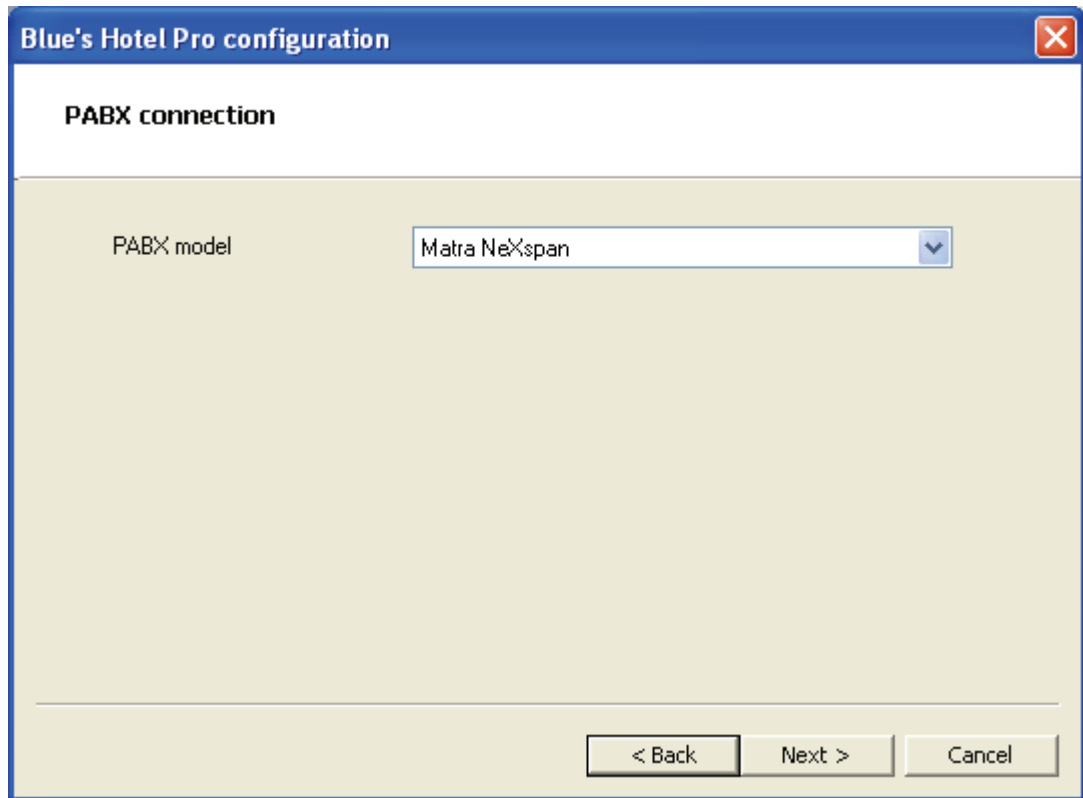 Blue's Hotel Pro configuration
PABX connection
PABX model Matra NeXspan
< Back Next > Cancel